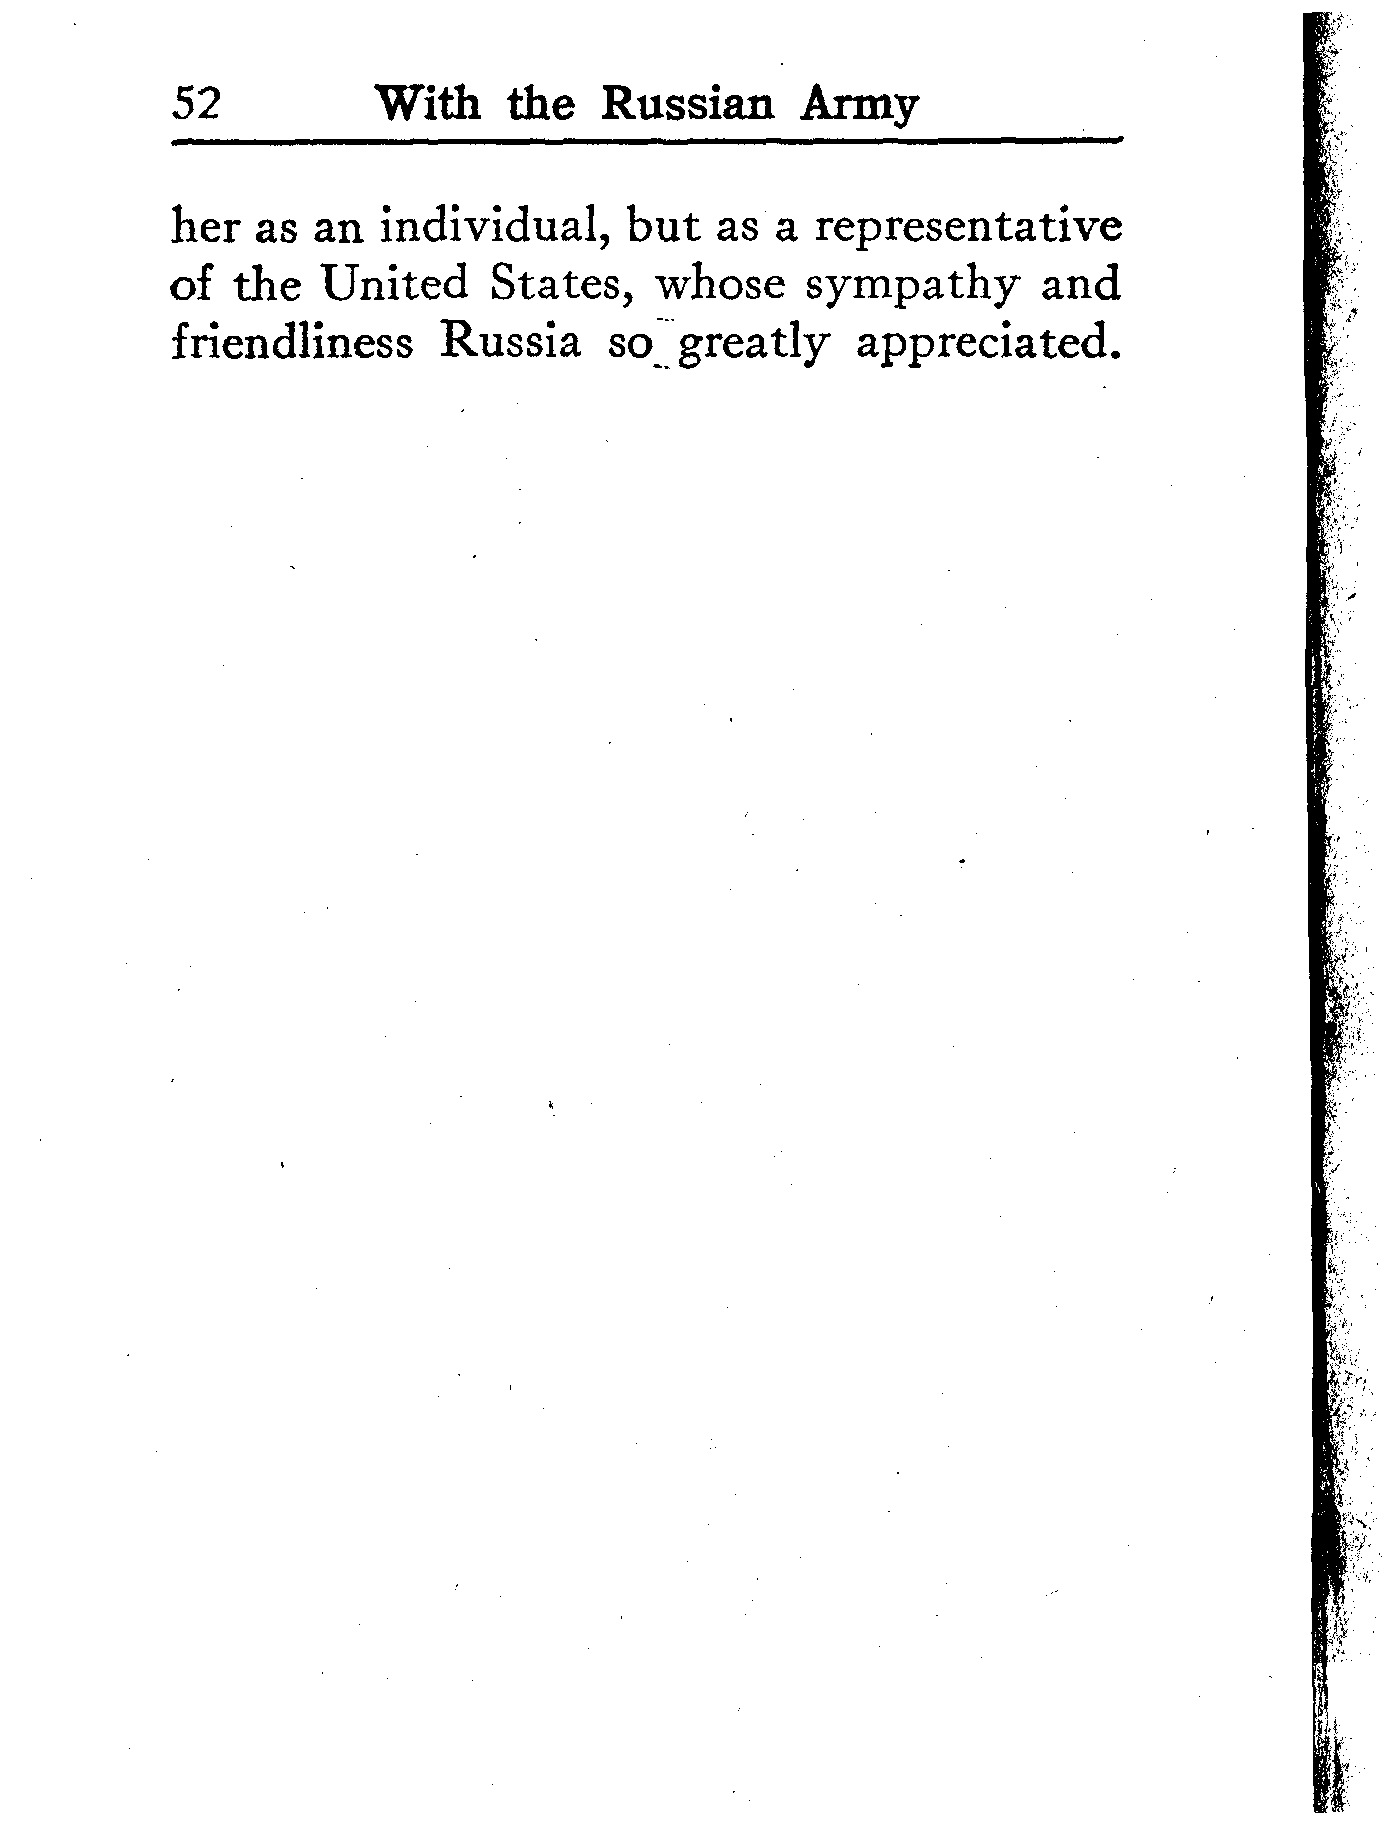 52 With the Russian Army
her as an individual, but as a representative
of the United States, whose sympathy and
friendliness Russia so greatly appreciated.